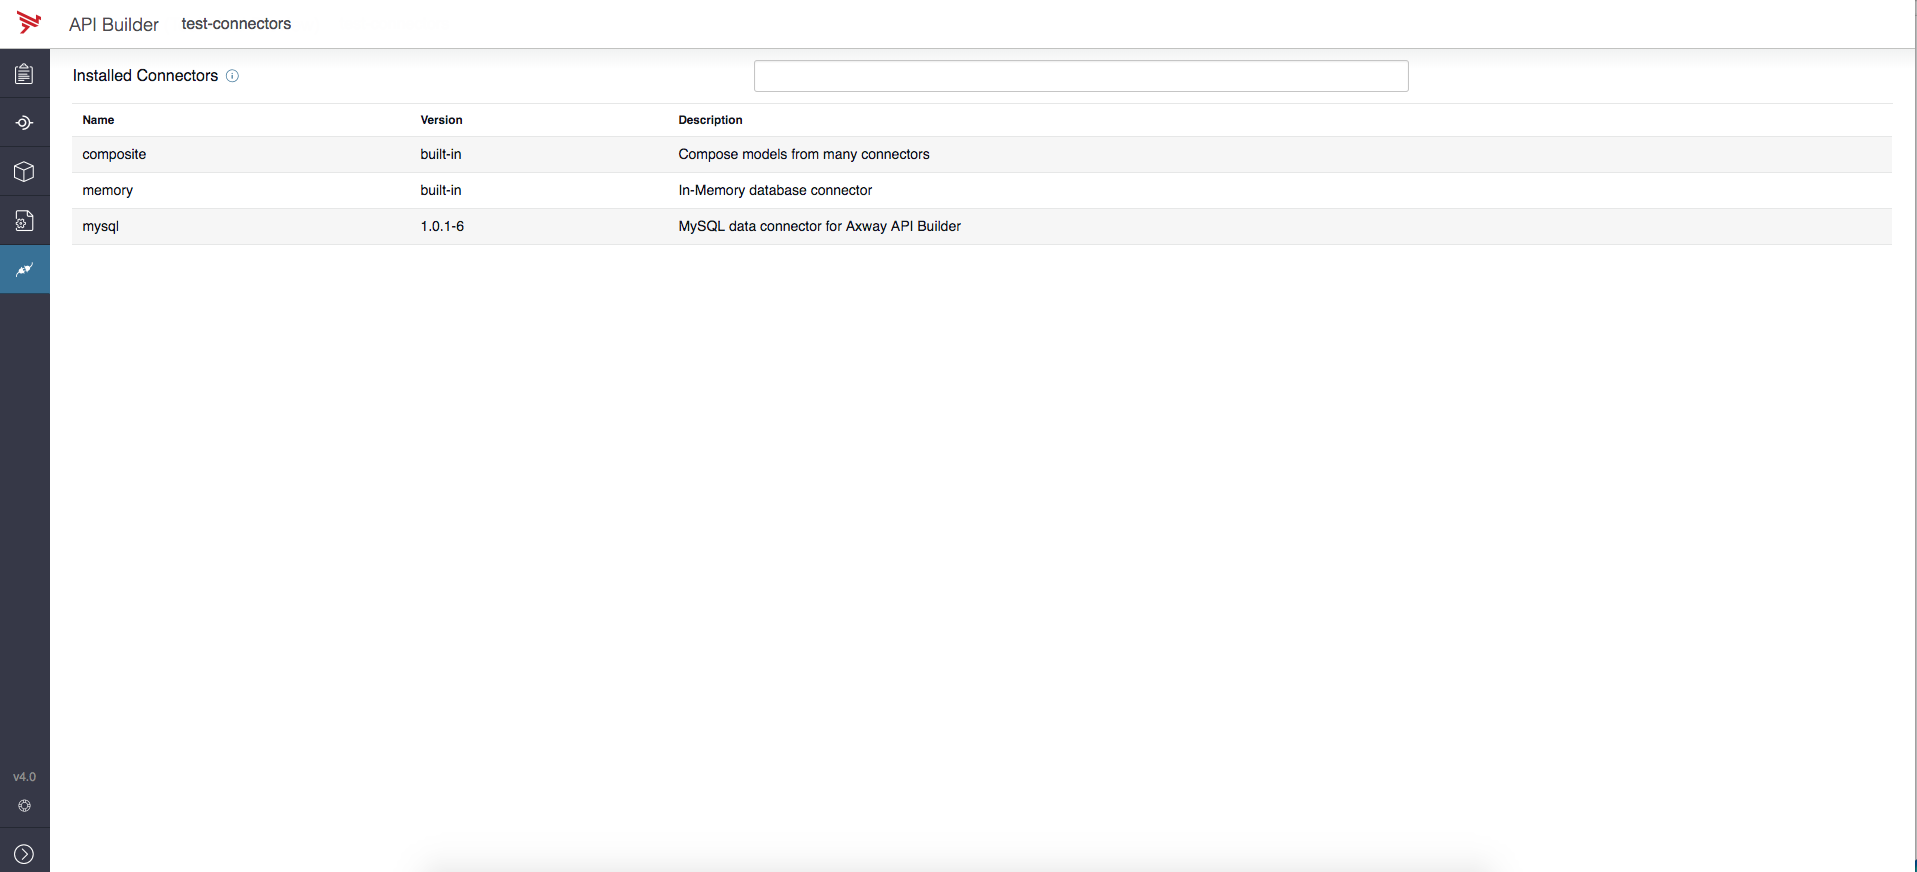 API Builder test-connectors
Installed Connectors
Name Version Description
composite built-in Compose models from many connectors
memory built-in In-Memory database connector
mysql 1.0.1-6 MySQL data connector for Axway API Builder
v4.0